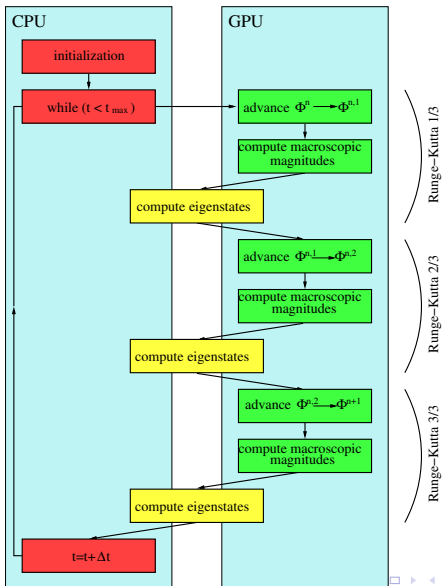 CPU
GPU
initialization
while (t < t max)
advance Φn → Φn,1
compute macroscopic
magnitudes
compute eigenstates
Runge−Kutta 1/3
advance Φn,1 → Φn,2
compute macroscopic
magnitudes
compute eigenstates
Runge−Kutta 2/3
advance Φn,2 → Φn+1
compute macroscopic
magnitudes
compute eigenstates
Runge−Kutta 3/3
t=t+Δt